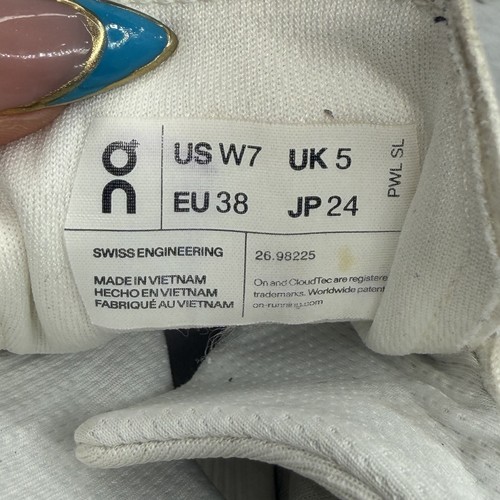 on
US W7 UK 5
EU 38 JP 24
PWL SL
SWISS ENGINEERING
MADE IN VIETNAM
HECHO EN VIETNAM
FABRIQUÉ AU VIETNAM
26.98225
On and CloudTec are registere
trademarks. Worldwide patent
on-running.com